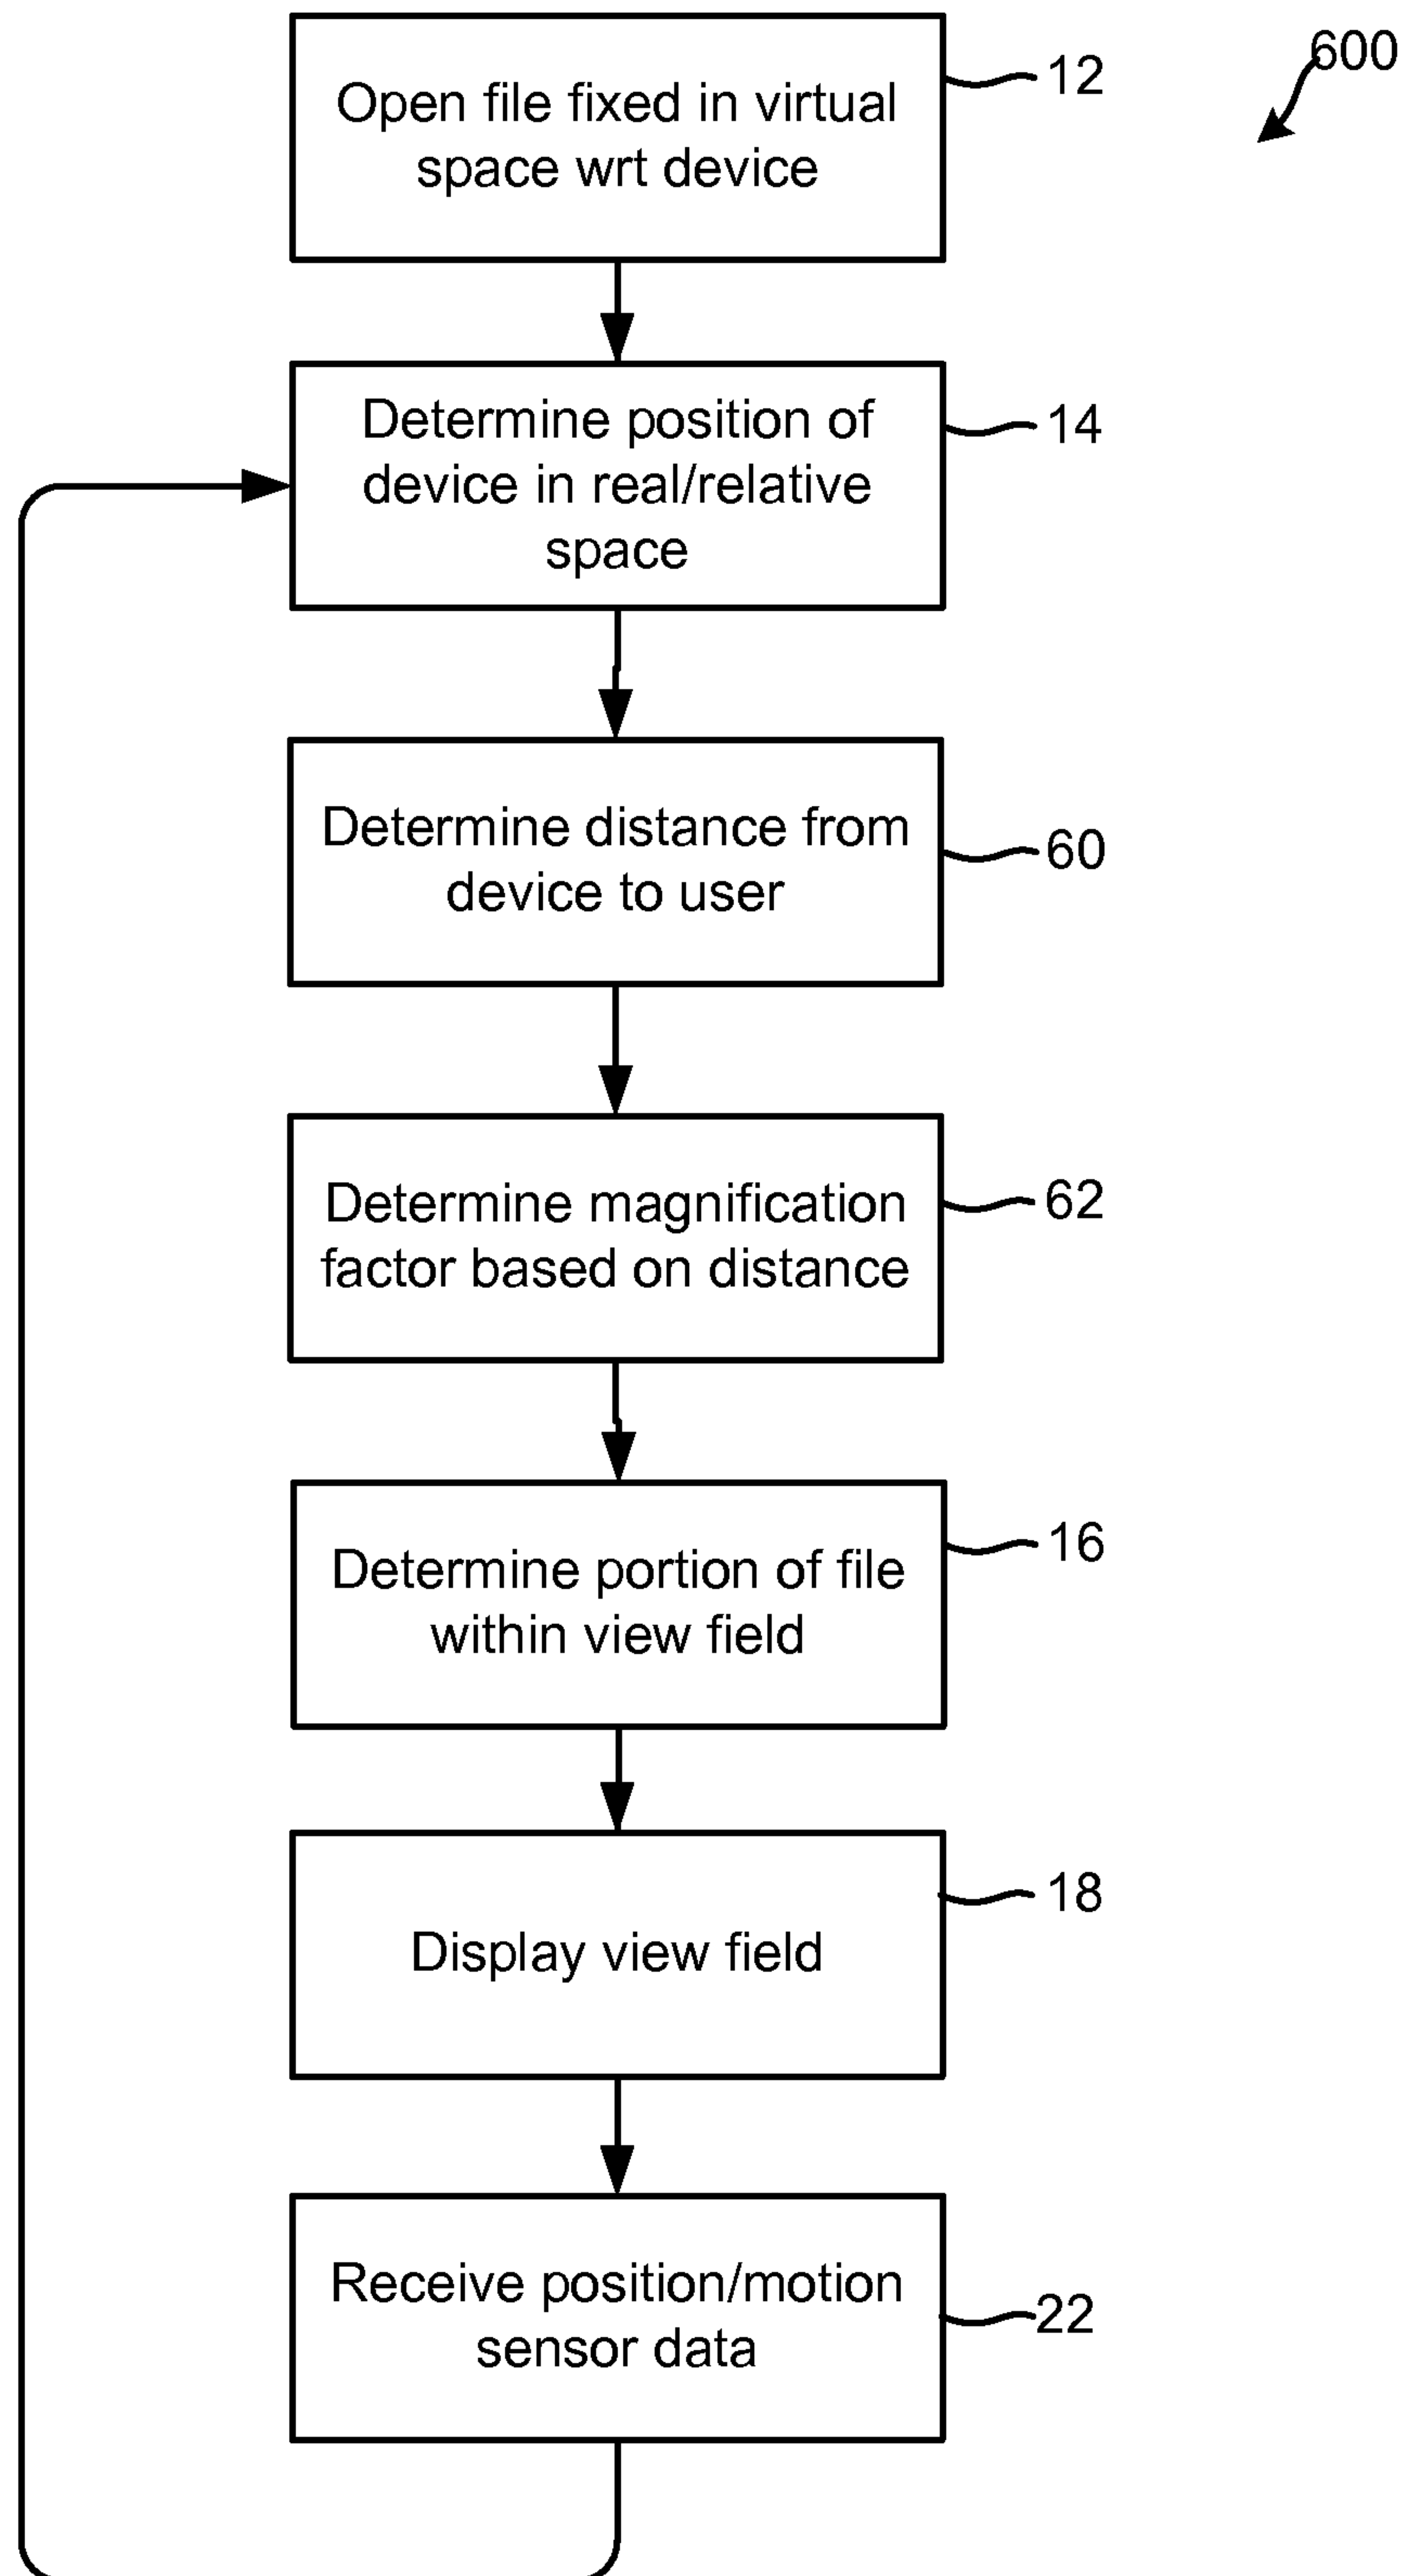 600
Open file fixed in virtual
space wrt device
12
Determine position of
device in real/relative
space
14
Determine distance from
device to user
60
Determine magnification
factor based on distance
62
Determine portion of file
within view field
16
Display view field
18
Receive position/motion
sensor data
22